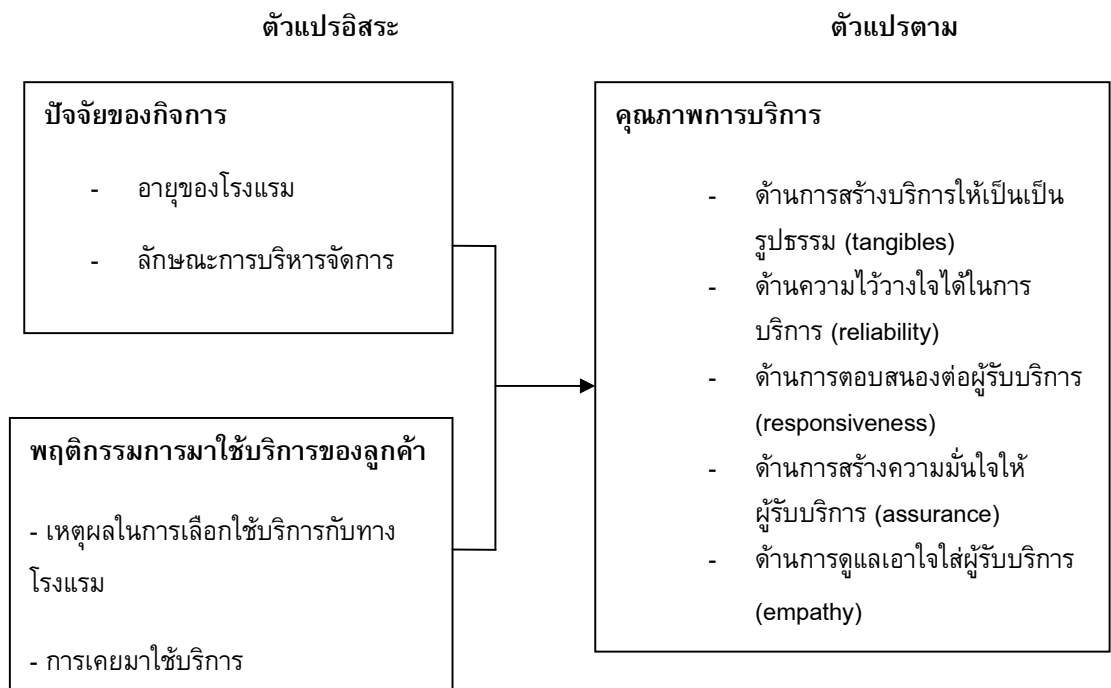 ตัวแปรอิสระ
ตัวแปรตาม
ปัจจัยของกิจการ
- อายุของโรงแรม
- ลักษณะการบริหารจัดการ
พฤติกรรมการมาใช้บริการของลูกค้า
- เหตุผลในการเลือกใช้บริการกับทาง
โรงแรม
- การเคยมาใช้บริการ
คุณภาพการบริการ
- ด้านการสร้างบริการให้เป็นเป็น
รูปธรรม (tangibles)
- ด้านความไว้วางใจได้ในการ
บริการ (reliability)
- ด้านการตอบสนองต่อผู้รับบริการ
(responsiveness)
- ด้านการสร้างความมั่นใจให้
ผู้รับบริการ (assurance)
- ด้านการดูแลเอาใจใส่ผู้รับบริการ
(empathy)